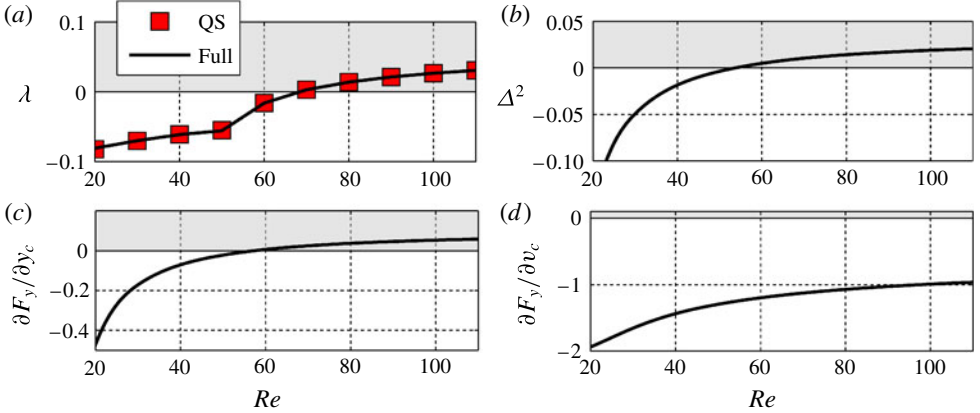 (a)
QS
Full
0.1
0
−0.1
λ
20 40 60 80 100
(b)
0.05
0
−0.05
−0.10
Δ²
20 40 60 80 100
(c)
0
−0.2
−0.4
∂F_y/∂y_c
20 40 60 80 100
Re
(d)
0
−1
−2
∂F_y/∂v_c
20 40 60 80 100
Re